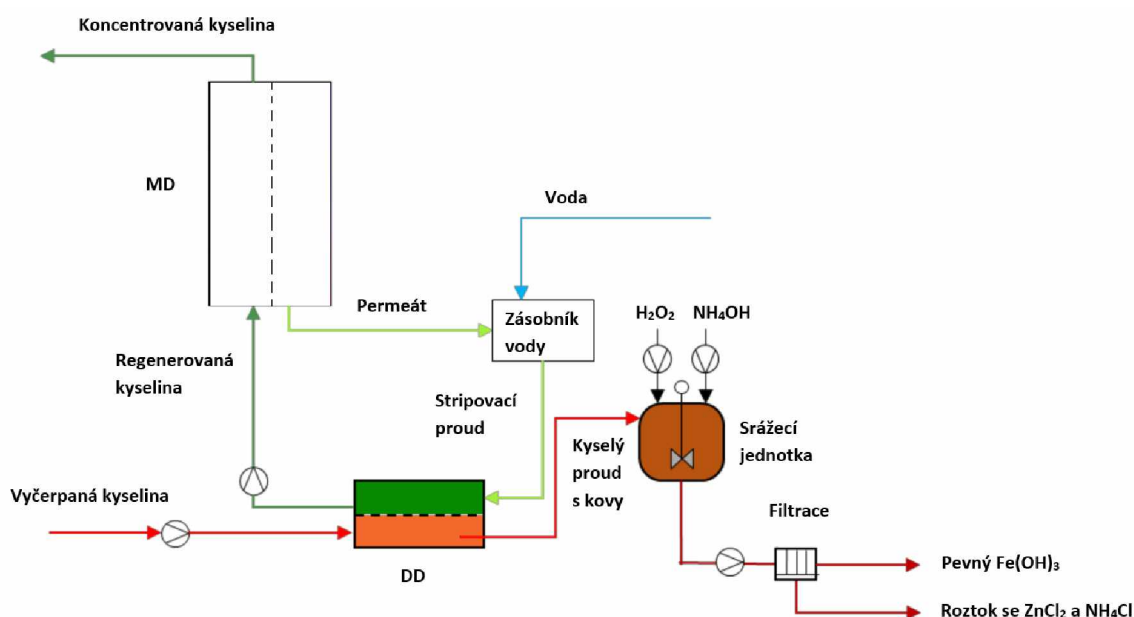 Koncentrovaná kyselina
MD
Voda
Permeát
Zásobník
vody
H₂O₂
NH₄OH
Regenerovaná
kyselina
Stripovací
proud
Kyselý
proud
s kovy
Srážecí
jednotka
Vyčerpaná kyselina
Filtrace
DD
Pevný Fe(OH)₃
Roztok se ZnCl₂ a NH₄Cl